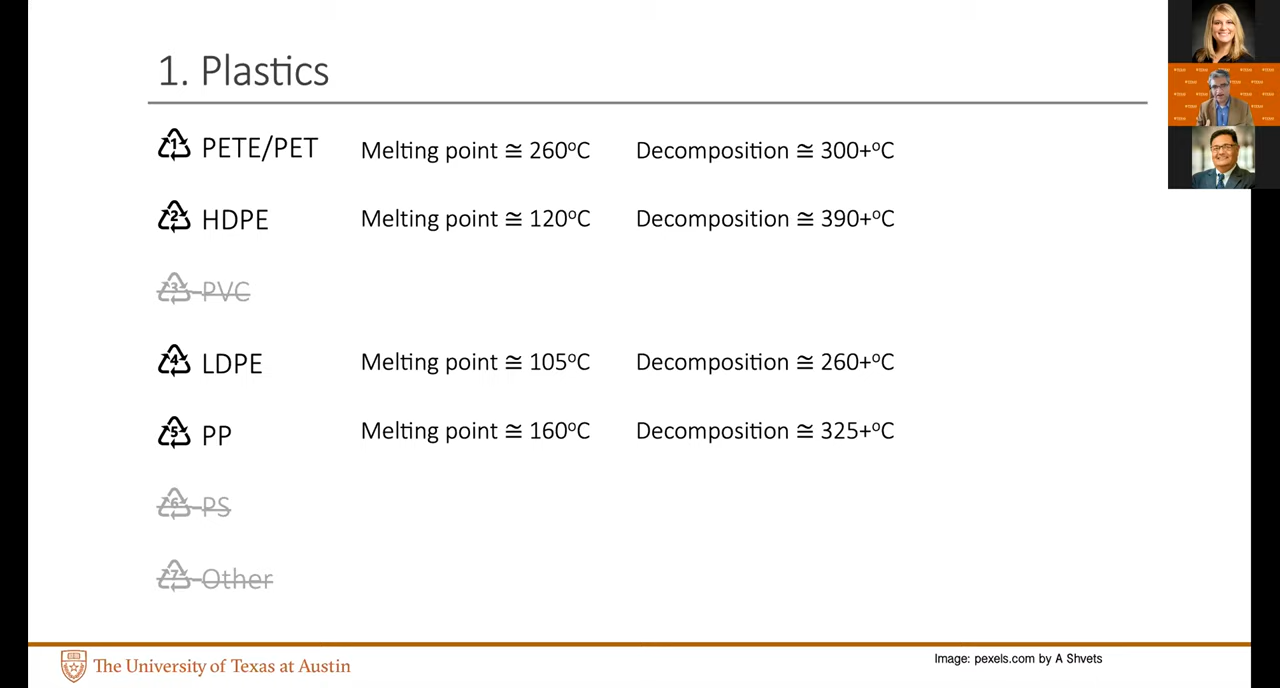 1. Plastics
1 PETE/PET Melting point ≅ 260ºC Decomposition ≅ 300+ºC
2 HDPE Melting point ≅ 120ºC Decomposition ≅ 390+ºC
3 PVC
4 LDPE Melting point ≅ 105ºC Decomposition ≅ 260+ºC
5 PP Melting point ≅ 160ºC Decomposition ≅ 325+ºC
6 PS
7 Other
The University of Texas at Austin
Image: pexels.com by A Shvets